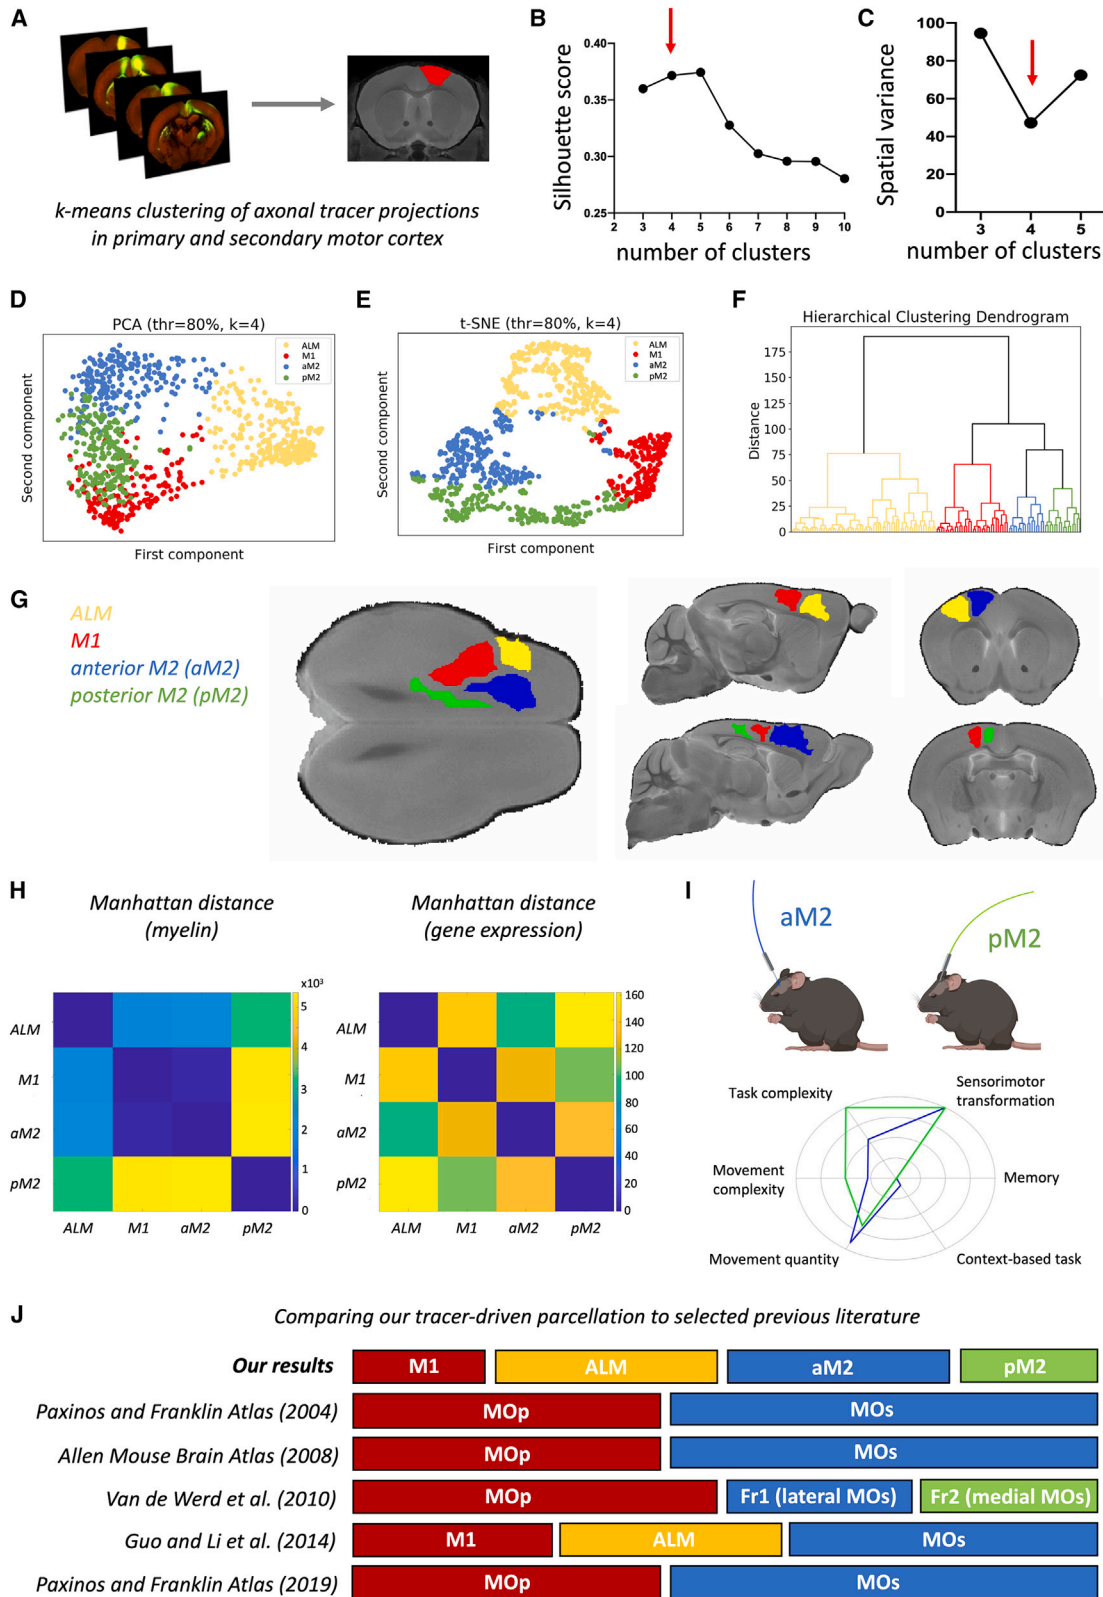 A
k-means clustering of axonal tracer projections
in primary and secondary motor cortex
B
Silhouette score
0.40
0.35
0.30
0.25
2 3 4 5 6 7 8 9 10
number of clusters
C
Spatial variance
100
80
60
40
20
0
3 4 5
number of clusters
D
PCA (thr=80%, k=4)
ALM
M1
aM2
pM2
Second component
First component
E
t-SNE (thr=80%, k=4)
ALM
M1
aM2
pM2
Second component
First component
F
Hierarchical Clustering Dendrogram
Distance
175
150
125
100
75
50
25
0
G
ALM
M1
anterior M2 (aM2)
posterior M2 (pM2)
H
Manhattan distance
(myelin)
x10³
5
4
3
2
1
0
ALM
M1
aM2
pM2
ALM M1 aM2 pM2
Manhattan distance
(gene expression)
160
140
120
100
80
60
40
20
0
ALM
M1
aM2
pM2
ALM M1 aM2 pM2
I
aM2
pM2
Task complexity
Sensorimotor
transformation
Movement
complexity
Memory
Movement quantity
Context-based task
J
Comparing our tracer-driven parcellation to selected previous literature
Our results M1 ALM aM2 pM2
Paxinos and Franklin Atlas (2004) MOp MOs
Allen Mouse Brain Atlas (2008) MOp MOs
Van de Werd et al. (2010) MOp Fr1 (lateral MOs) Fr2 (medial MOs)
Guo and Li et al. (2014) M1 ALM MOs
Paxinos and Franklin Atlas (2019) MOp MOs